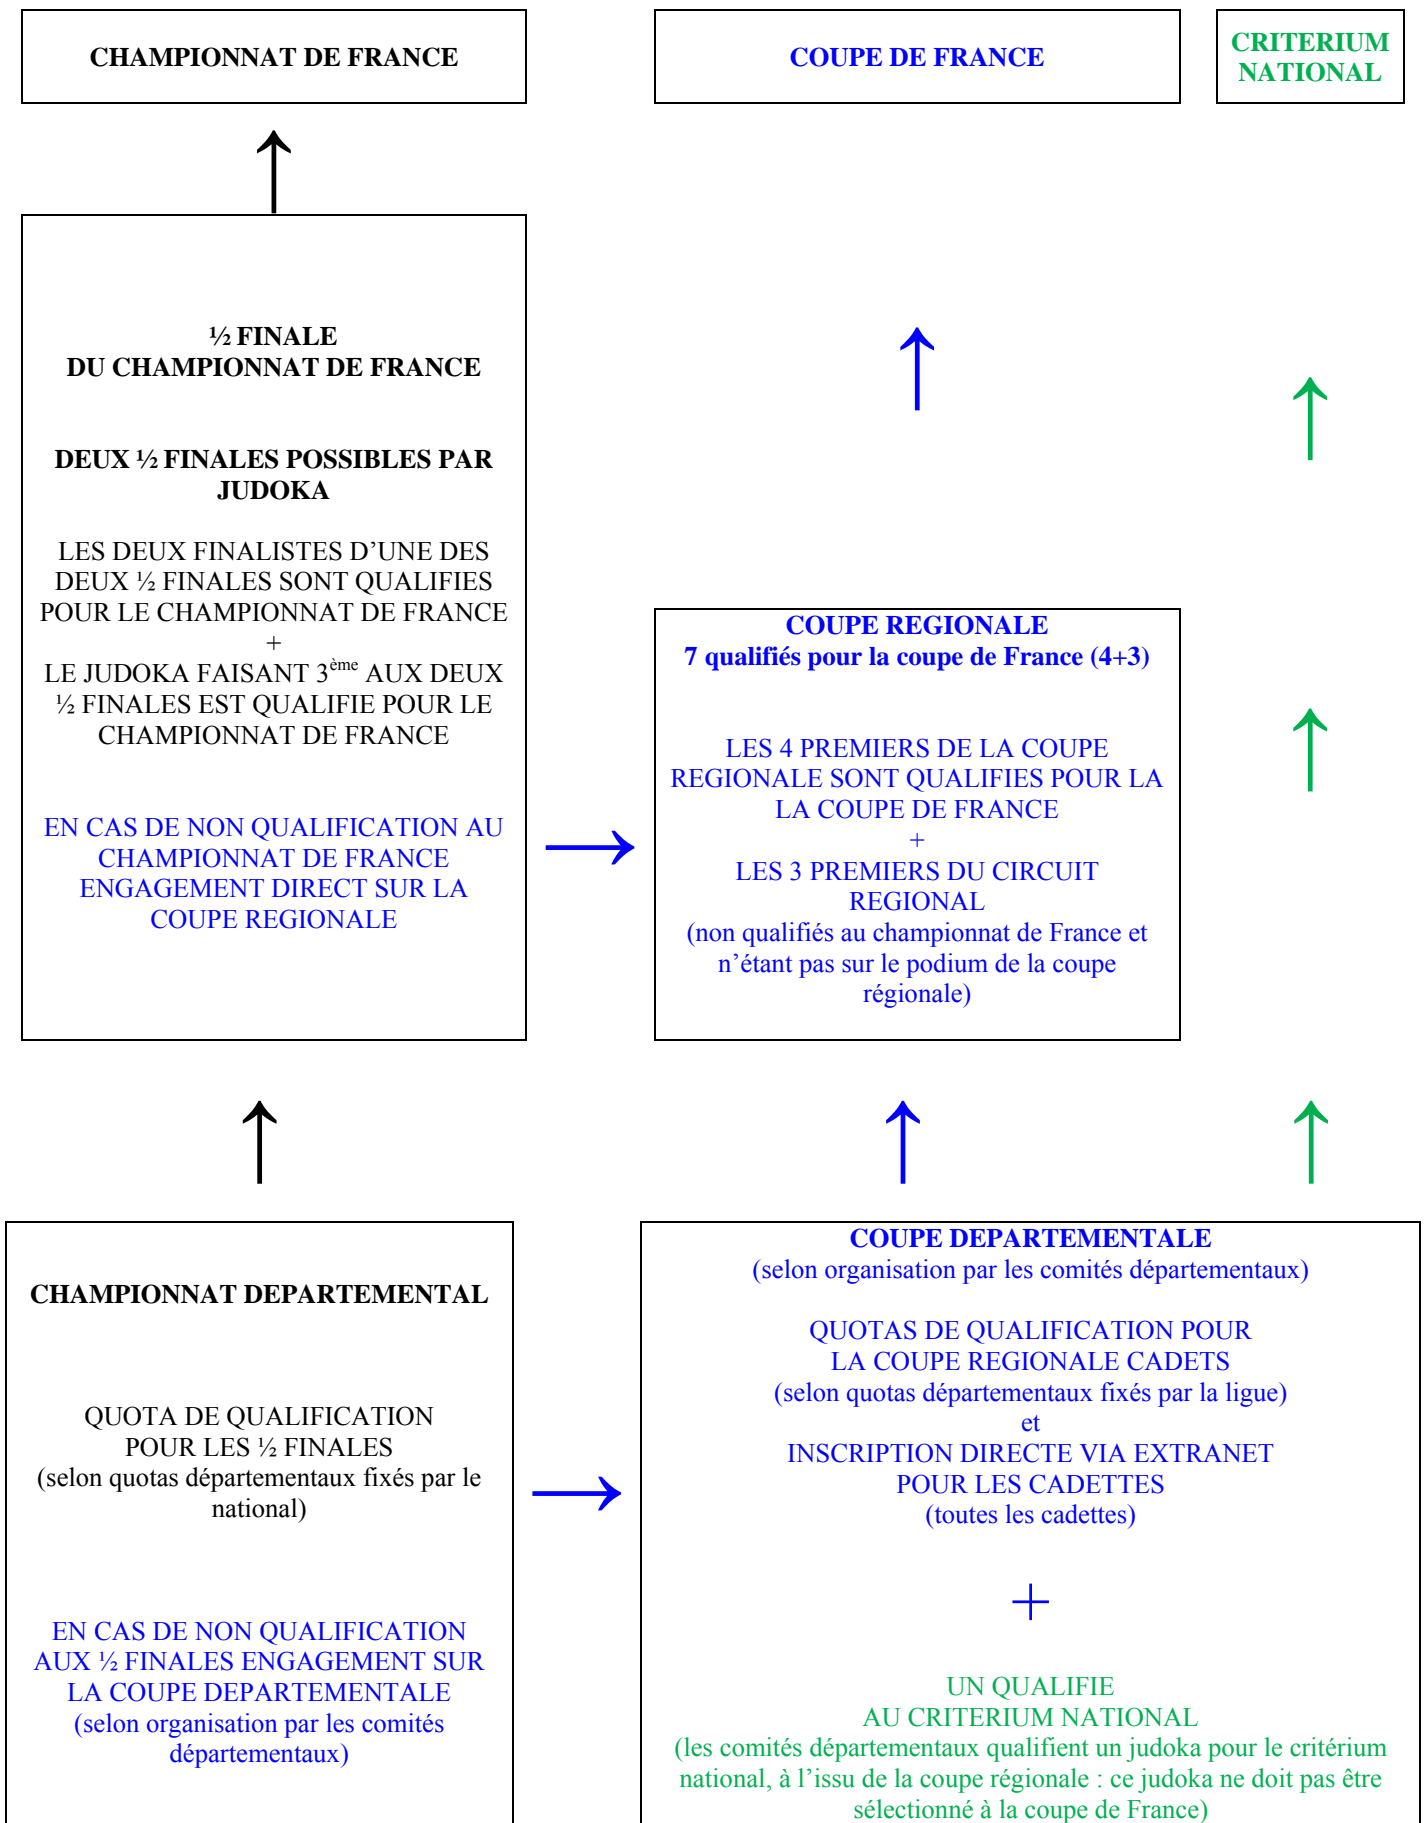 CHAMPIONNAT DE FRANCE
COUPE DE FRANCE
CRITERIUM
NATIONAL
½ FINALE
DU CHAMPIONNAT DE FRANCE
DEUX ½ FINALES POSSIBLES PAR
JUDOKA
LES DEUX FINALISTES D’UNE DES
DEUX ½ FINALES SONT QUALIFIES
POUR LE CHAMPIONNAT DE FRANCE
+
LE JUDOKA FAISANT 3ème AUX DEUX
½ FINALES EST QUALIFIE POUR LE
CHAMPIONNAT DE FRANCE
EN CAS DE NON QUALIFICATION AU
CHAMPIONNAT DE FRANCE
ENGAGEMENT DIRECT SUR LA
COUPE REGIONALE
COUPE REGIONALE
7 qualifiés pour la coupe de France (4+3)
LES 4 PREMIERS DE LA COUPE
REGIONALE SONT QUALIFIES POUR LA
LA COUPE DE FRANCE
+
LES 3 PREMIERS DU CIRCUIT
REGIONAL
(non qualifiés au championnat de France et
n’étant pas sur le podium de la coupe
régionale)
CHAMPIONNAT DEPARTEMENTAL
QUOTA DE QUALIFICATION
POUR LES ½ FINALES
(selon quotas départementaux fixés par le
national)
EN CAS DE NON QUALIFICATION
AUX ½ FINALES ENGAGEMENT SUR
LA COUPE DEPARTEMENTALE
(selon organisation par les comités
départementaux)
COUPE DEPARTEMENTALE
(selon organisation par les comités départementaux)
QUOTAS DE QUALIFICATION POUR
LA COUPE REGIONALE CADETS
(selon quotas départementaux fixés par la ligue)
et
INSCRIPTION DIRECTE VIA EXTRANET
POUR LES CADETTES
(toutes les cadettes)
+
UN QUALIFIE
AU CRITERIUM NATIONAL
(les comités départementaux qualifient un judoka pour le critérium
national, à l’issu de la coupe régionale : ce judoka ne doit pas être
sélectionné à la coupe de France)